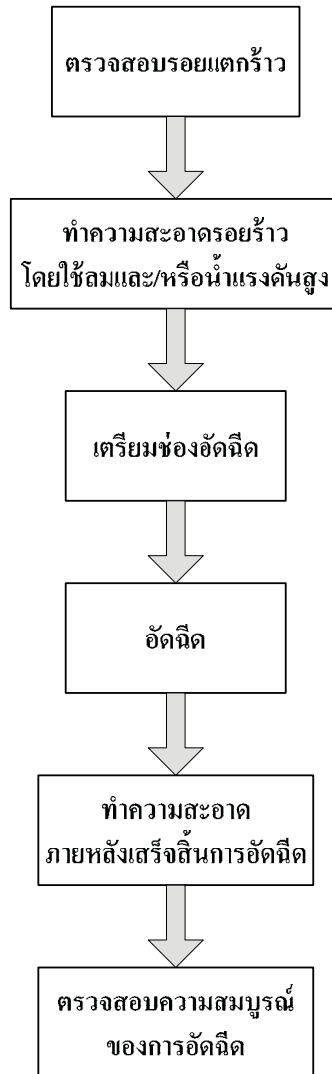 ตรวจสอบรอยแตกร้าว
ทำความสะอาดรอยร้าว
โดยใช้ลมและ/หรือน้ำแรงดันสูง
เตรียมช่องอัดฉีด
อัดฉีด
ทำความสะอาด
ภายหลังเสร็จสิ้นการอัดฉีด
ตรวจสอบความสมบูรณ์
ของการอัดฉีด